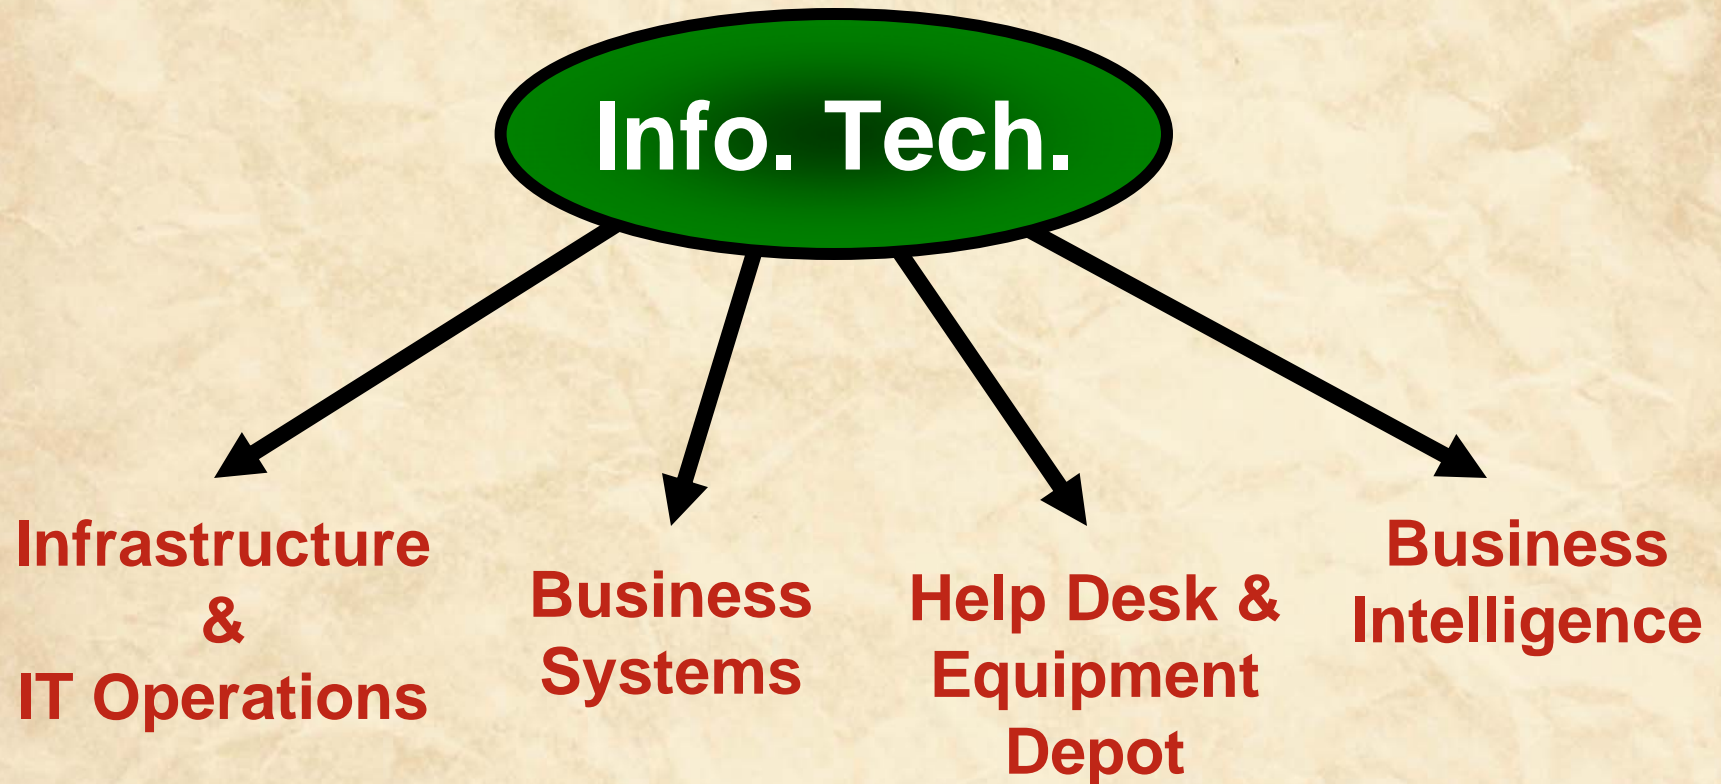 Info. Tech.
Infrastructure
&
IT Operations
Business
Systems
Help Desk &
Equipment
Depot
Business
Intelligence